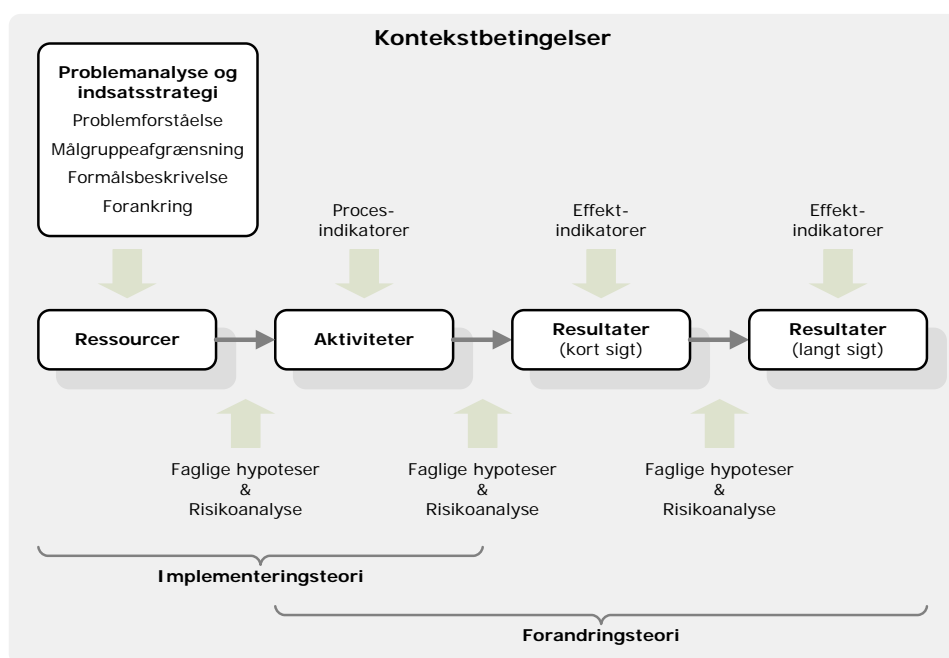 Kontekstbetingelser
Problemanalyse og
indsatsstrategi
Problemforståelse
Målgruppeafgrænsning
Formålsbeskrivelse
Forankring
Proces-
indikatorer
Effekt-
indikatorer
Effekt-
indikatorer
Ressourcer
Aktiviteter
Resultater
(kort sigt)
Resultater
(langt sigt)
Faglige hypoteser
&
Risikoanalyse
Faglige hypoteser
&
Risikoanalyse
Faglige hypoteser
&
Risikoanalyse
Implementeringsteori
Forandringsteori